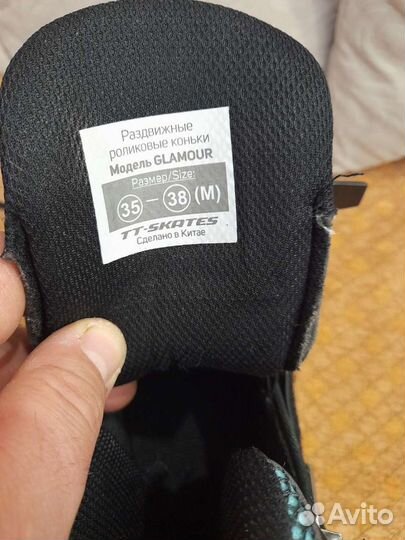 Раздвижные
роликовые коньки
Модель GLAMOUR
Размер/Size:
35 — 38 (M)
TT-SKATES
Сделано в Китае
Avito